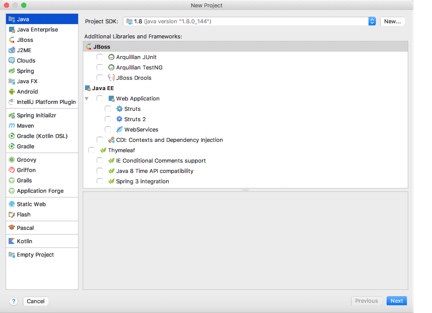 New Project
Java
Java Enterprise
JBoss
J2ME
Clouds
Spring
Java FX
Android
IntelliJ Platform Plugin
Spring Initializr
Maven
Gradle (Kotlin DSL)
Gradle
Groovy
Griffon
Grails
Application Forge
Static Web
Flash
Pascal
Kotlin
Empty Project
Project SDK: 1.8 (java version "1.8.0_144") New...
Additional Libraries and Frameworks:
JBoss
Arquillian JUnit
Arquillian TestNG
JBoss Drools
Java EE
Web Application
Struts
Struts 2
WebServices
CDI: Contexts and Dependency Injection
Thymeleaf
IE Conditional Comments support
Java 8 Time API compatibility
Spring 3 integration
? Cancel Previous Next